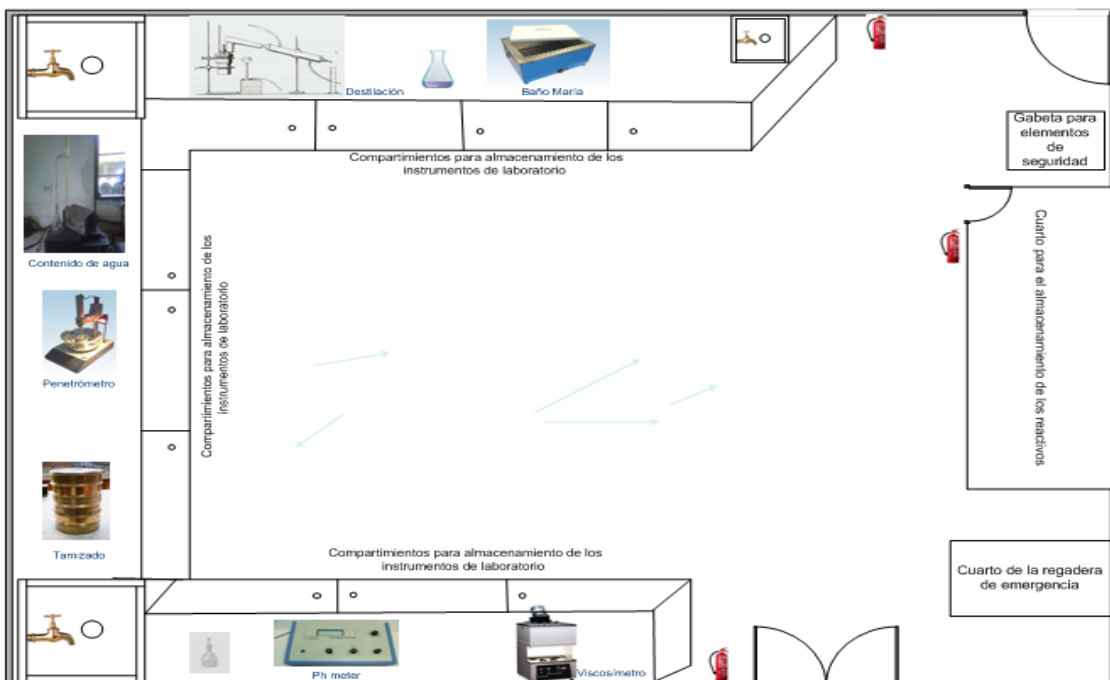 Destilación
Baño María
Gabeta para
elementos
de
seguridad
Compartimientos para almacenamiento de los
instrumentos de laboratorio
Contenido de agua
Compartimientos para almacenamiento de los
instrumentos de laboratorio
Cuarto para el almacenamiento de los reactivos
Penetrómetro
Tamizado
Compartimientos para almacenamiento de los
instrumentos de laboratorio
Cuarto de la regadera
de emergencia
Ph meter
Viscosímetro